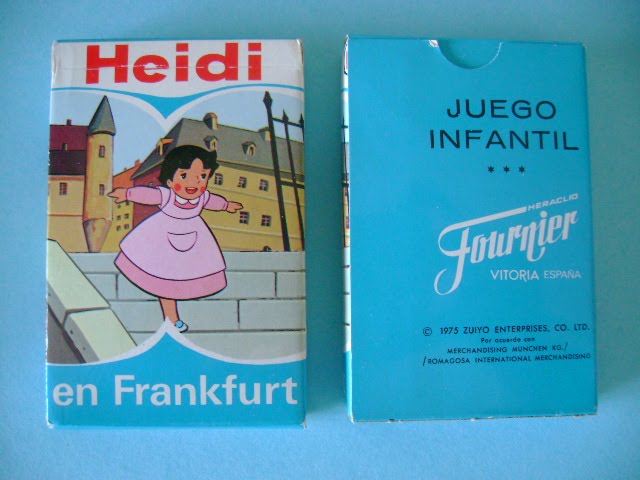 Heidi
en Frankfurt
JUEGO
INFANTIL
***
HERACLIO
Fournier
VITORIA ESPAÑA
© 1975 ZUIYO ENTERPRISES, CO. LTD.
Por acuerdo con
MERCHANDISING MUNCHEN KG./
/ROMAGOSA INTERNATIONAL MERCHANDISING